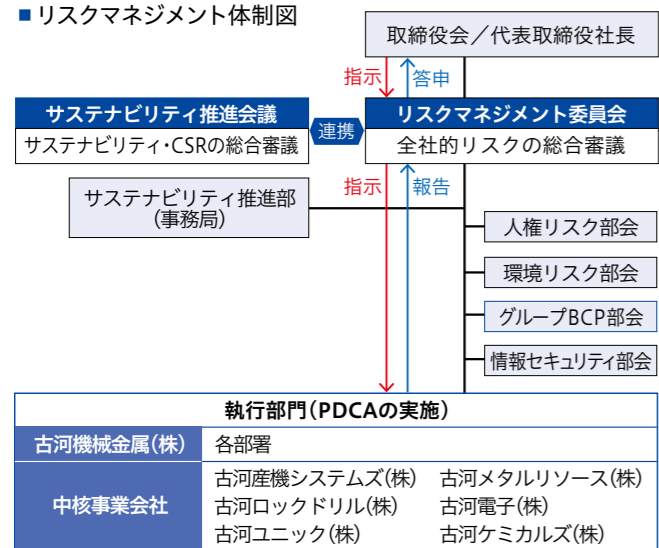 ■リスクマネジメント体制図
取締役会／代表取締役社長
指示
答申
サステナビリティ推進会議
サステナビリティ・CSRの総合審議
連携
リスクマネジメント委員会
全社的リスクの総合審議
サステナビリティ推進部
(事務局)
指示
報告
人権リスク部会
環境リスク部会
グループBCP部会
情報セキュリティ部会
執行部門(PDCAの実施)
古河機械金属(株)
各部署
中核事業会社
古河産機システムズ(株)
古河メタルリソース(株)
古河ロックドリル(株)
古河電子(株)
古河ユニック(株)
古河ケミカルズ(株)